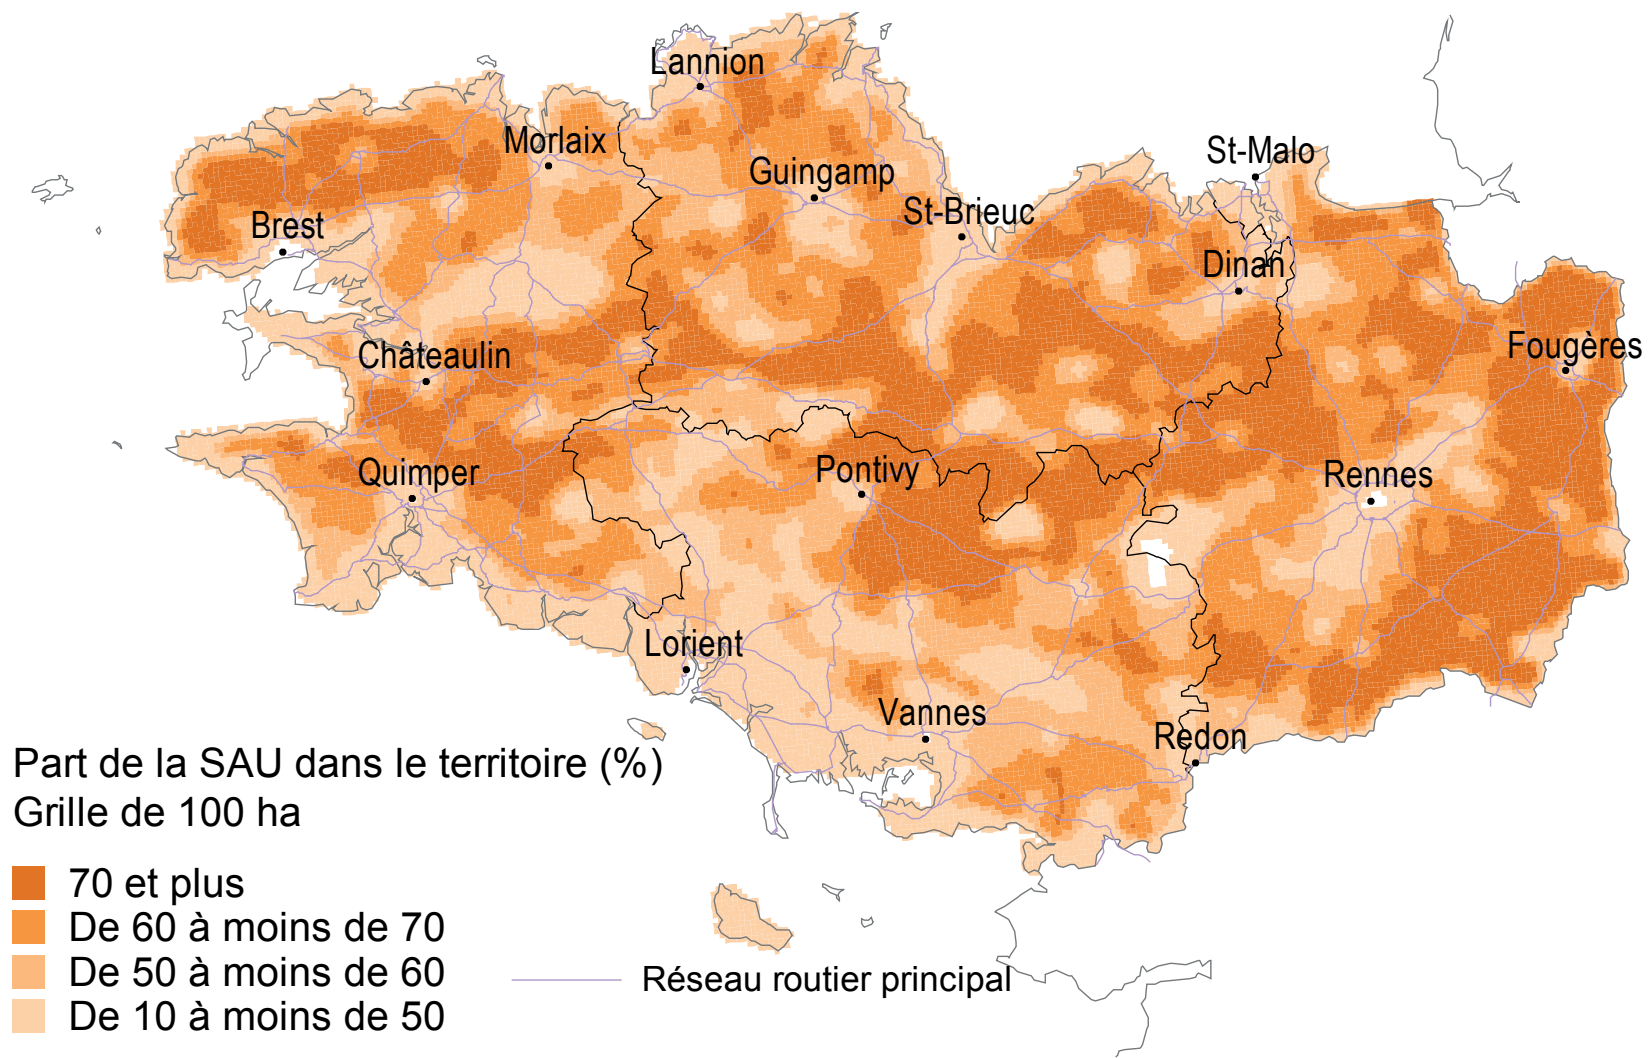 Lannion
Morlaix
St-Malo
Guingamp
St-Brieuc
Brest
Dinan
Fougères
Châteaulin
Pontivy
Quimper
Rennes
Lorient
Vannes
Redon
Part de la SAU dans le territoire (%)
Grille de 100 ha
70 et plus
De 60 à moins de 70
De 50 à moins de 60
Réseau routier principal
De 10 à moins de 50